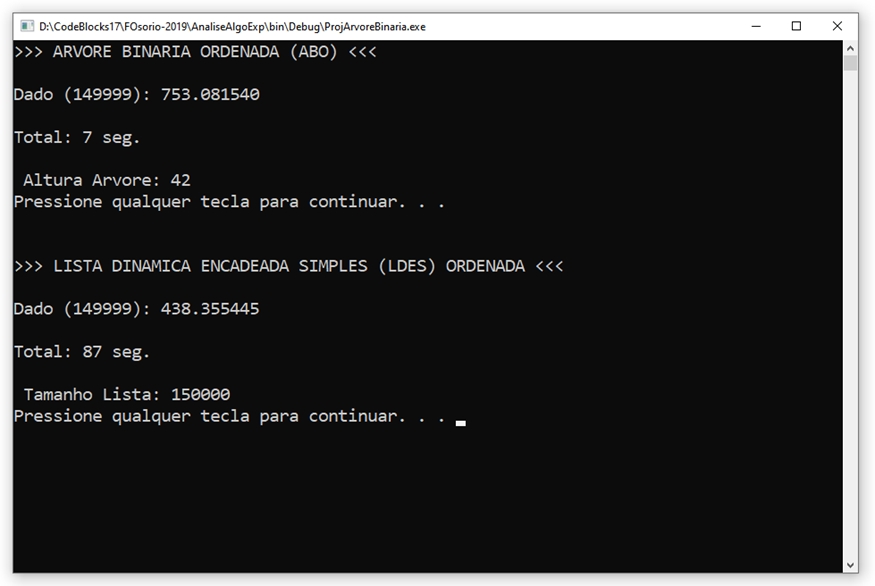 D:\CodeBlocks17\FOsorio-2019\AnaliseAlgoExp\bin\Debug\ProjArvoreBinaria.exe
>>> ARVORE BINARIA ORDENADA (ABO) <<<
Dado (149999): 753.081540
Total: 7 seg.
Altura Arvore: 42
Pressione qualquer tecla para continuar. . .
>>> LISTA DINAMICA ENCADEADA SIMPLES (LDES) ORDENADA <<<
Dado (149999): 438.355445
Total: 87 seg.
Tamanho Lista: 150000
Pressione qualquer tecla para continuar. . .